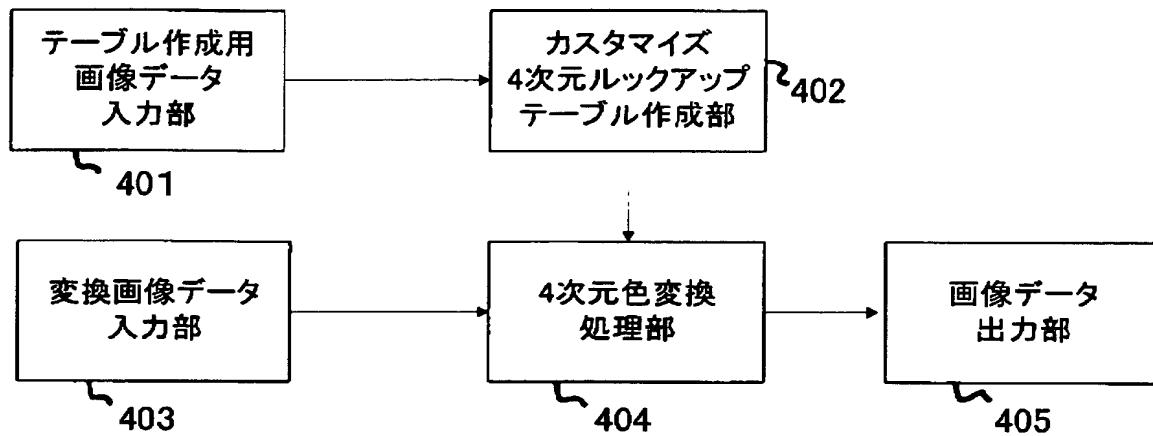 テーブル作成用
画像データ
入力部
401
カスタマイズ
4次元ルックアップ
テーブル作成部
402
変換画像データ
入力部
403
4次元色変換
処理部
404
画像データ
出力部
405